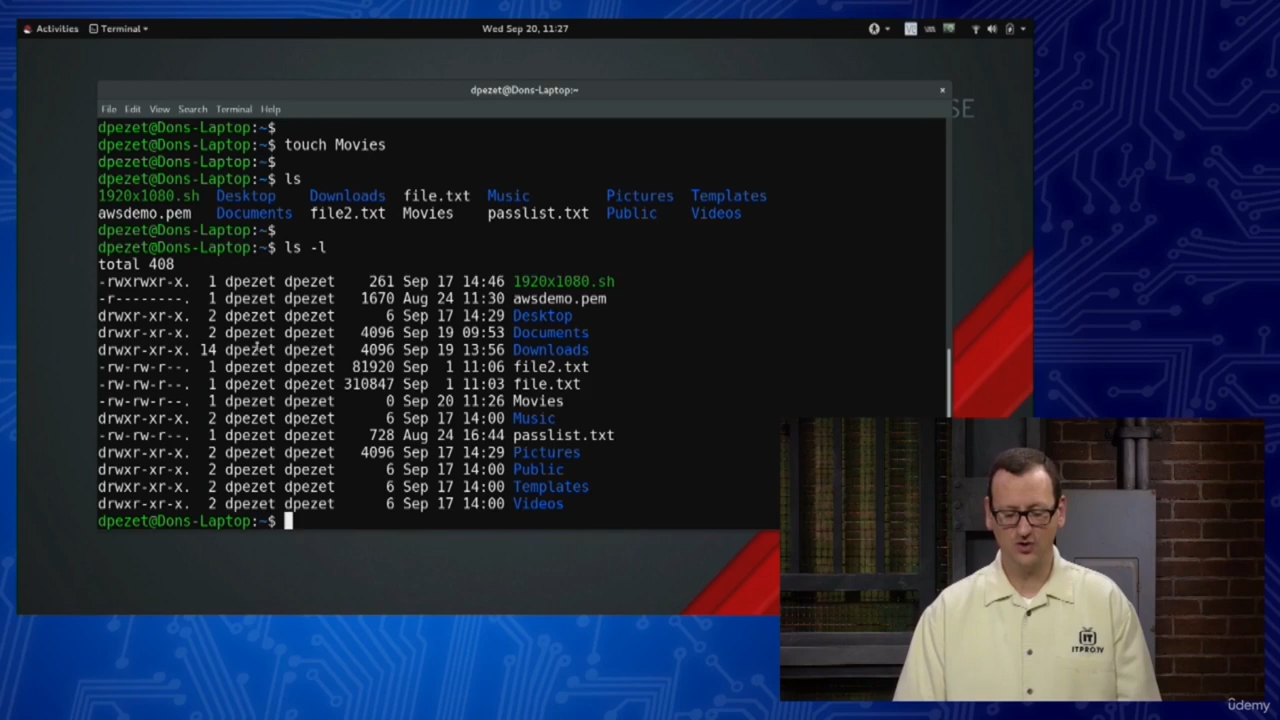 Activities Terminal Wed Sep 20, 11:27
dpezet@Dons-Laptop:~
SE
File Edit View Search Terminal Help
dpezet@Dons-Laptop:~$
dpezet@Dons-Laptop:~$ touch Movies
dpezet@Dons-Laptop:~$
dpezet@Dons-Laptop:~$ ls
1920x1080.sh Desktop Downloads file.txt Music Pictures Templates
awsdemo.pem Documents file2.txt Movies passlist.txt Public Videos
dpezet@Dons-Laptop:~$
dpezet@Dons-Laptop:~$ ls -l
total 408
-rwxrwxr-x. 1 dpezet dpezet 261 Sep 17 14:46 1920x1080.sh
-r--------. 1 dpezet dpezet 1670 Aug 24 11:30 awsdemo.pem
drwxr-xr-x. 2 dpezet dpezet 6 Sep 17 14:29 Desktop
drwxr-xr-x. 2 dpezet dpezet 4096 Sep 19 09:53 Documents
drwxr-xr-x. 14 dpezet dpezet 4096 Sep 19 13:56 Downloads
-rw-rw-r--. 1 dpezet dpezet 81920 Sep 1 11:06 file2.txt
-rw-rw-r--. 1 dpezet dpezet 310847 Sep 1 11:03 file.txt
-rw-rw-r--. 1 dpezet dpezet 0 Sep 20 11:26 Movies
drwxr-xr-x. 2 dpezet dpezet 6 Sep 17 14:00 Music
-rw-rw-r--. 1 dpezet dpezet 728 Aug 24 16:44 passlist.txt
drwxr-xr-x. 2 dpezet dpezet 4096 Sep 17 14:29 Pictures
drwxr-xr-x. 2 dpezet dpezet 6 Sep 17 14:00 Public
drwxr-xr-x. 2 dpezet dpezet 6 Sep 17 14:00 Templates
drwxr-xr-x. 2 dpezet dpezet 6 Sep 17 14:00 Videos
dpezet@Dons-Laptop:~$
IT
ITPROTV
udemy